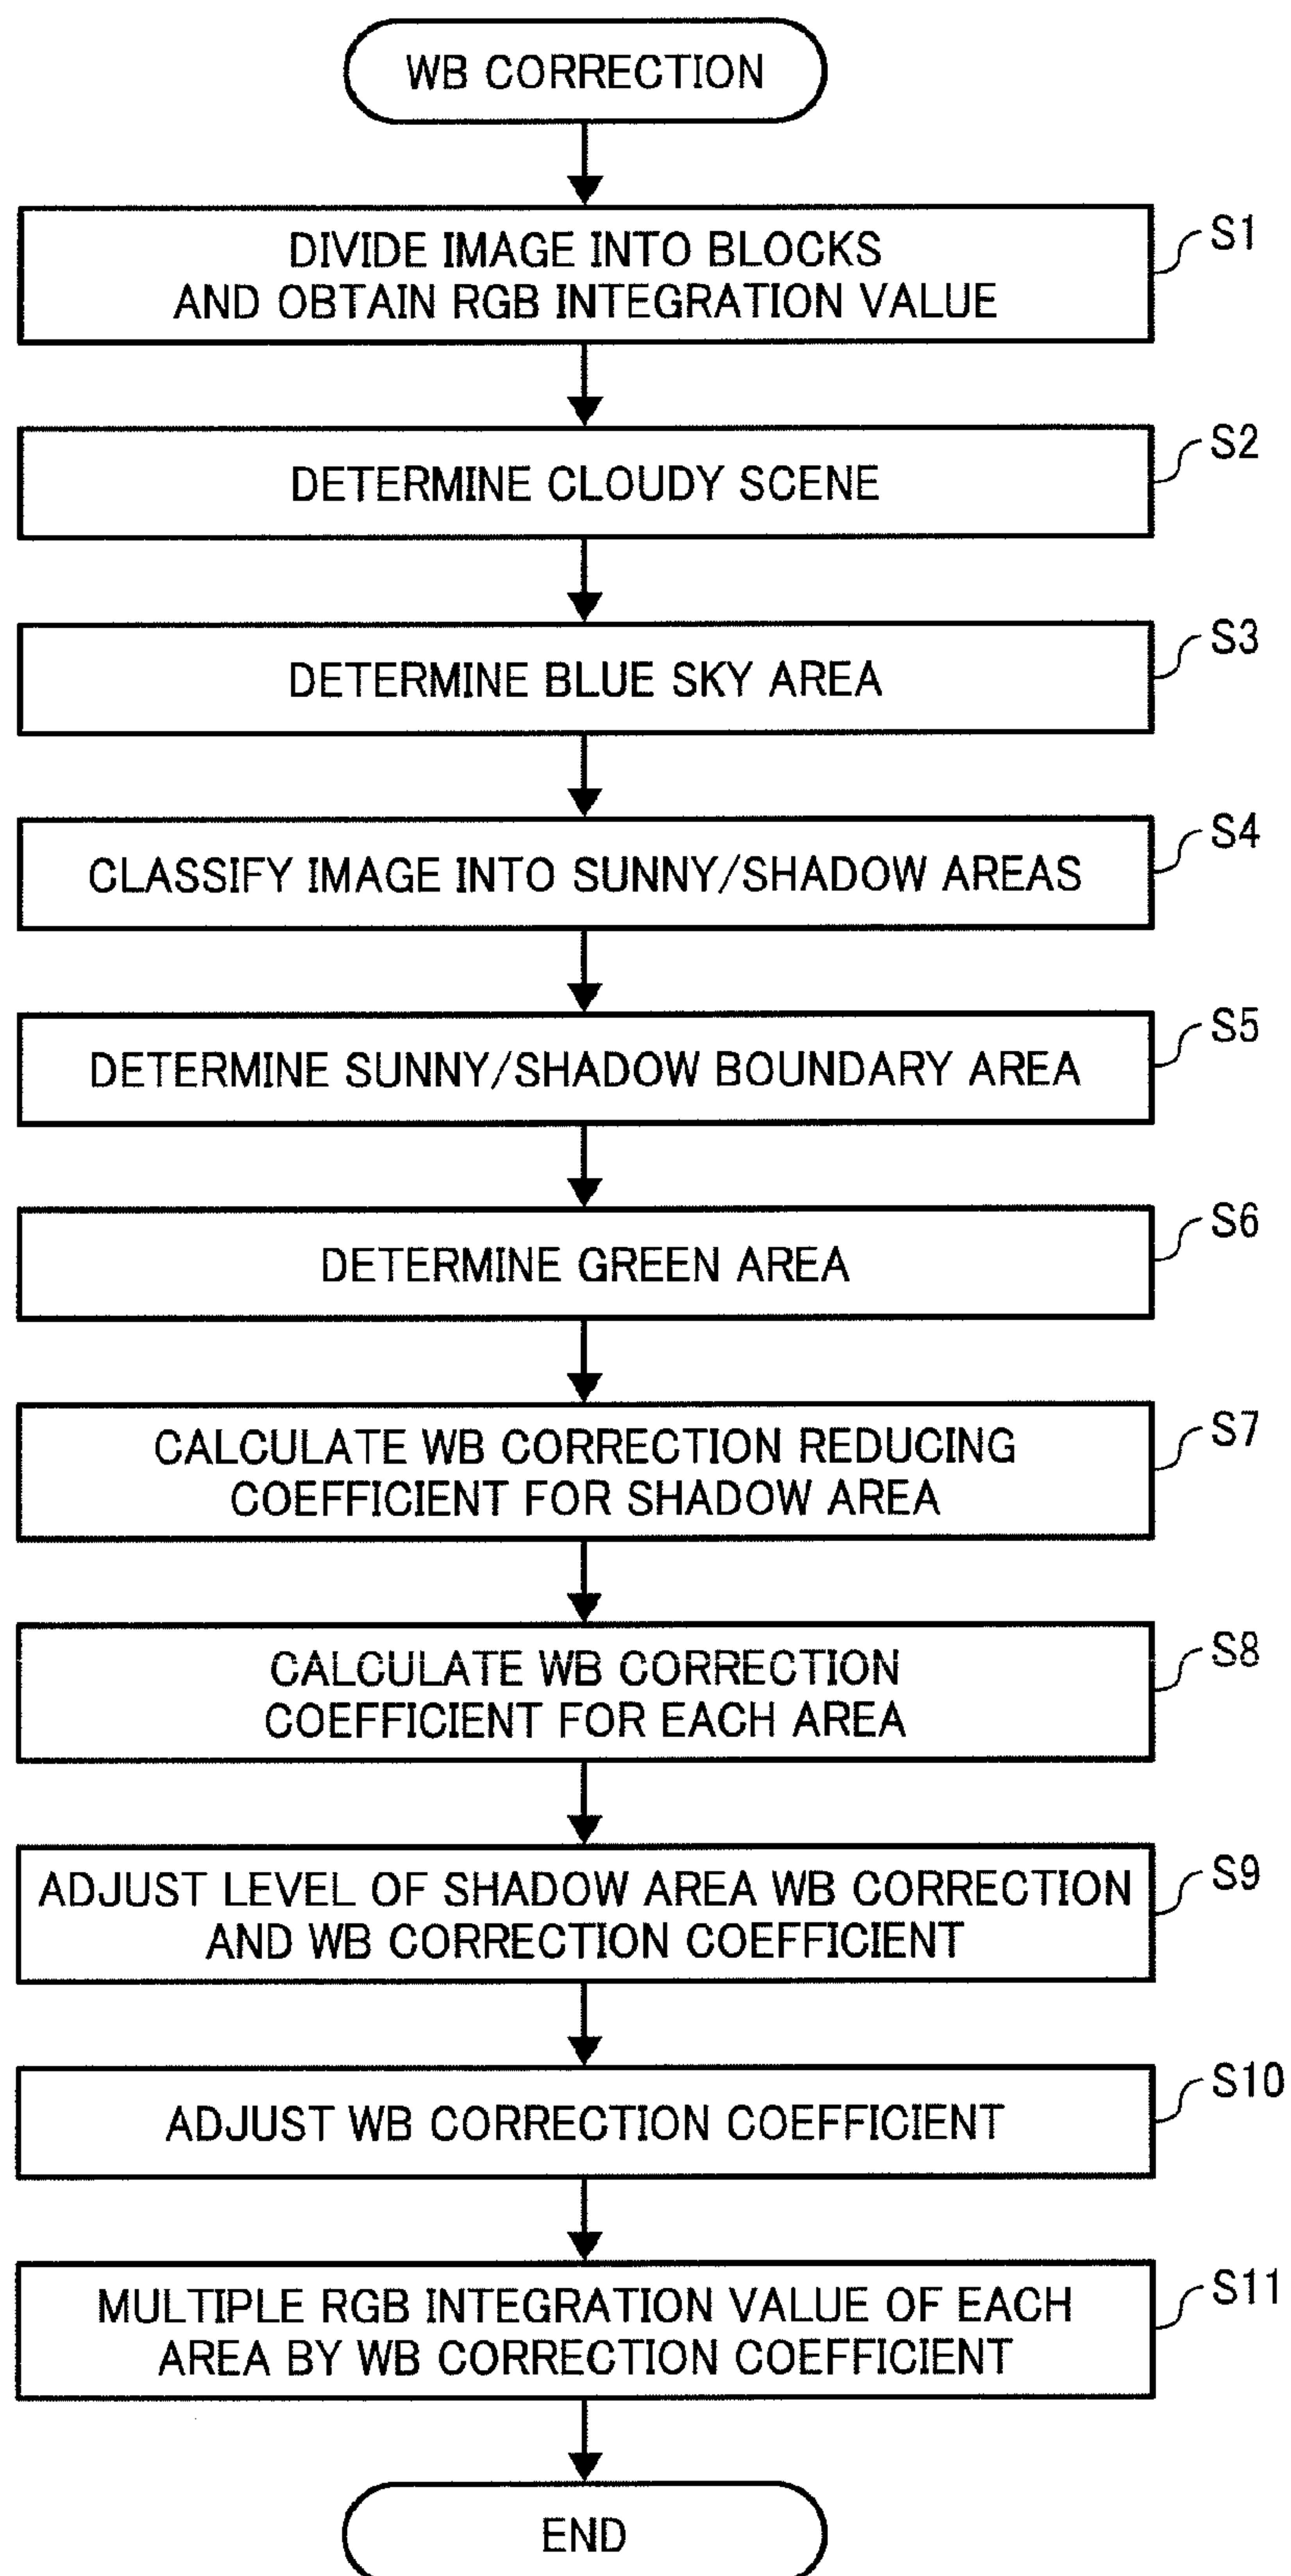 WB CORRECTION
DIVIDE IMAGE INTO BLOCKS
AND OBTAIN RGB INTEGRATION VALUE
S1
DETERMINE CLOUDY SCENE
S2
DETERMINE BLUE SKY AREA
S3
CLASSIFY IMAGE INTO SUNNY/SHADOW AREAS
S4
DETERMINE SUNNY/SHADOW BOUNDARY AREA
S5
DETERMINE GREEN AREA
S6
CALCULATE WB CORRECTION REDUCING
COEFFICIENT FOR SHADOW AREA
S7
CALCULATE WB CORRECTION
COEFFICIENT FOR EACH AREA
S8
ADJUST LEVEL OF SHADOW AREA WB CORRECTION
AND WB CORRECTION COEFFICIENT
S9
ADJUST WB CORRECTION COEFFICIENT
S10
MULTIPLE RGB INTEGRATION VALUE OF EACH
AREA BY WB CORRECTION COEFFICIENT
S11
END